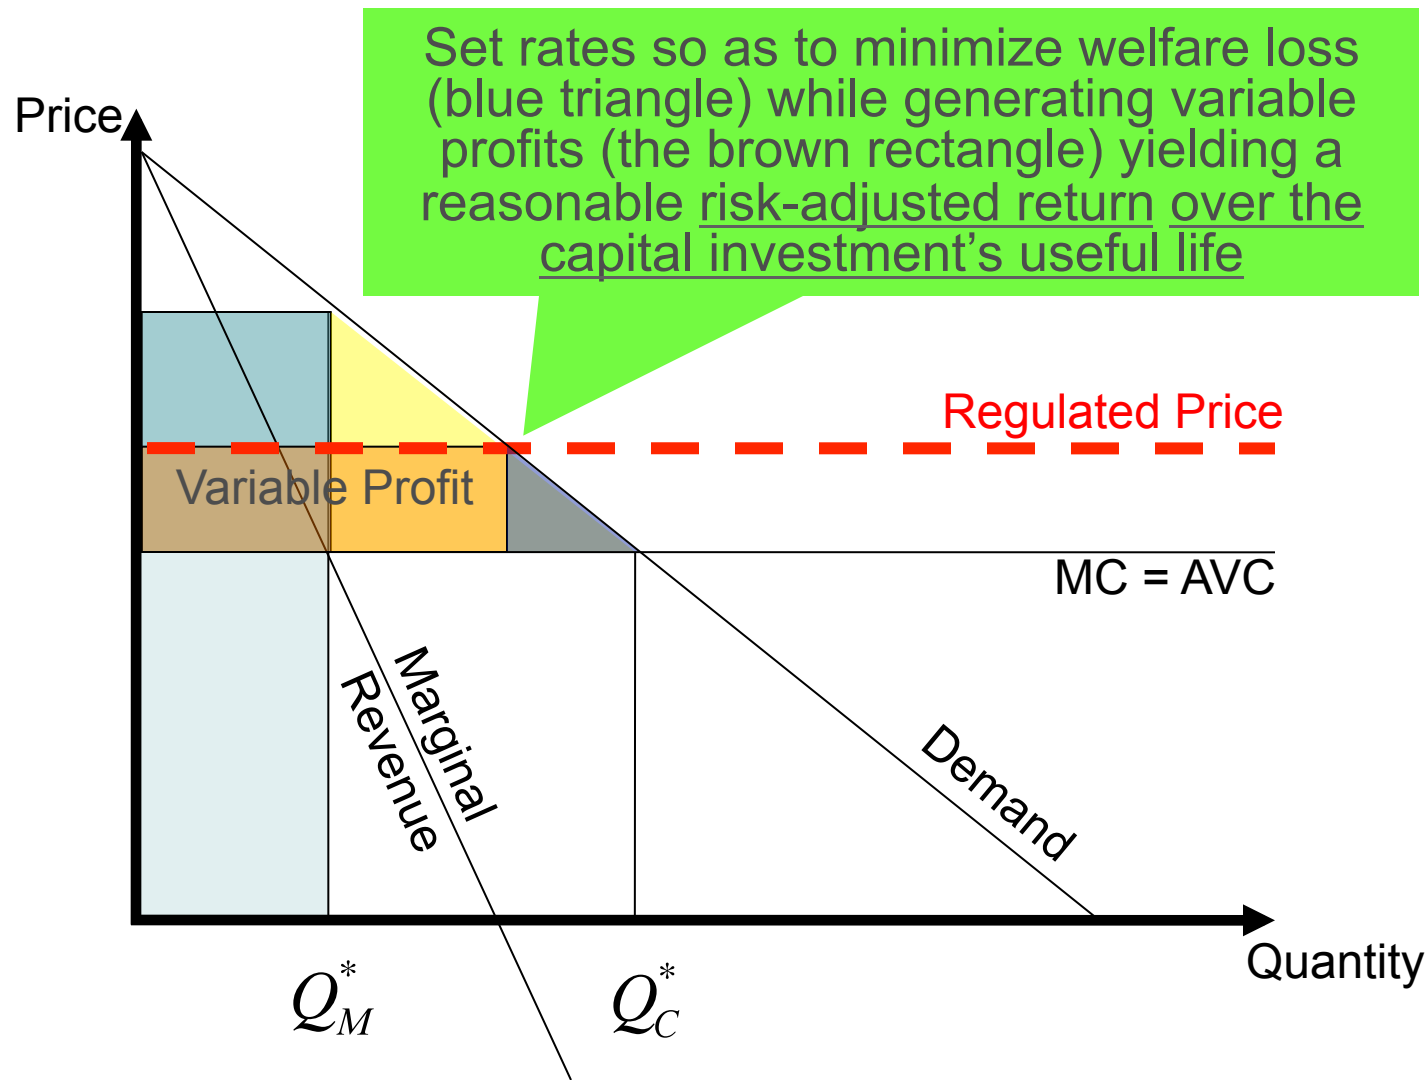 Set rates so as to minimize welfare loss
(blue triangle) while generating variable
profits (the brown rectangle) yielding a
reasonable risk-adjusted return over the
capital investment’s useful life
Price
Regulated Price
Variable Profit
MC = AVC
Marginal
Revenue
Demand
Quantity
Q*M
Q*C